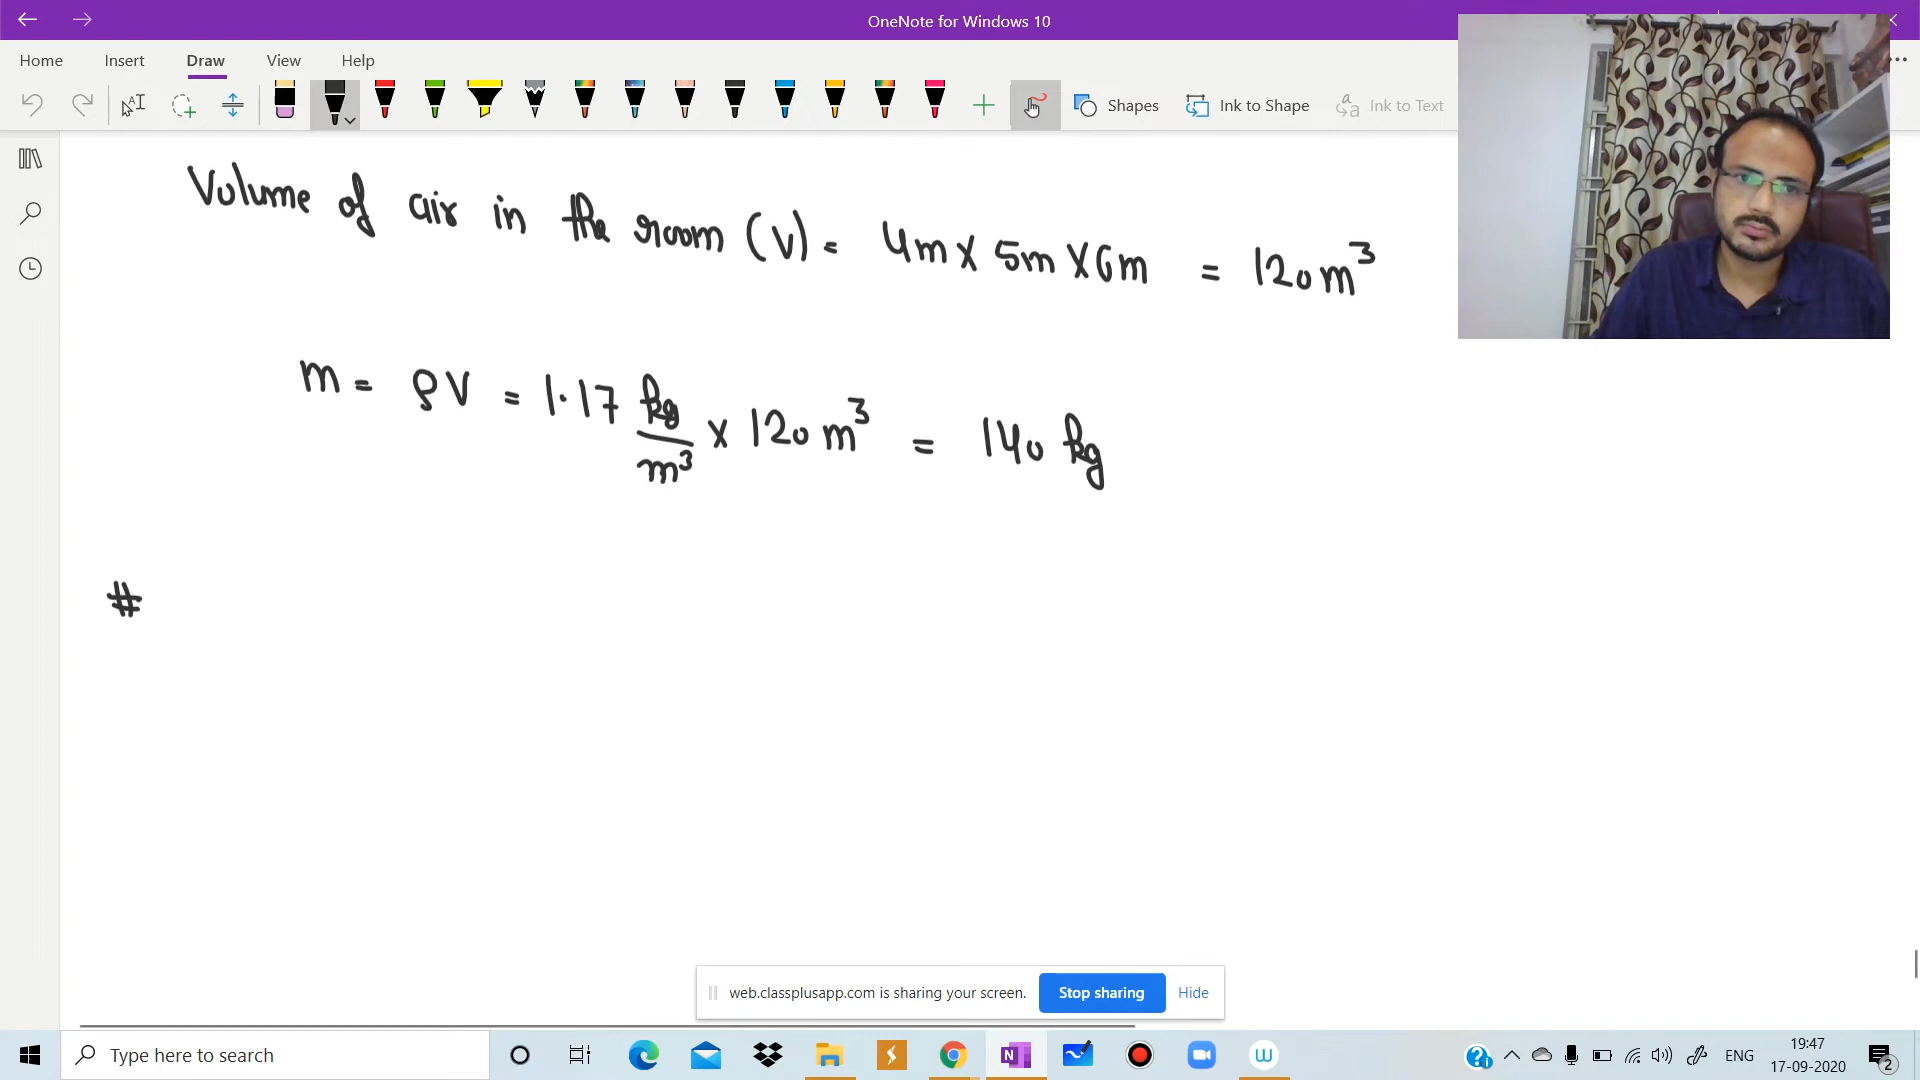 OneNote for Windows 10
Home Insert Draw View Help
Shapes Ink to Shape Ink to Text
Volume of air in the room (V) = 4m x 5m x 6m = 120 m³
m = ρV = 1.17 kg/m³ x 120 m³ = 140 kg
#
web.classplusapp.com is sharing your screen. Stop sharing Hide
Type here to search
ENG
19:47
17-09-2020
2